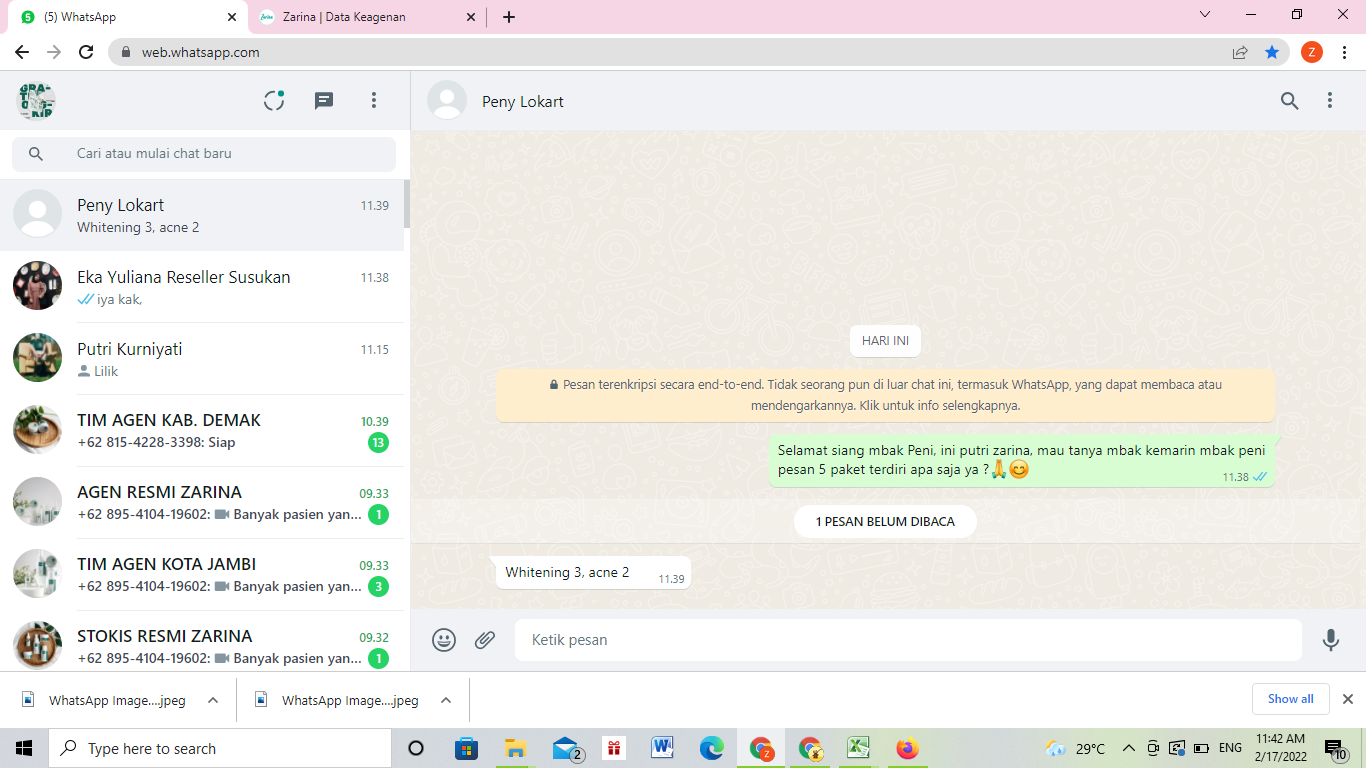 (5) WhatsApp
Zarina | Data Keagenan
web.whatsapp.com
Z
Peny Lokart
Cari atau mulai chat baru
Peny Lokart
11.39
Whitening 3, acne 2
Eka Yuliana Reseller Susukan
11.38
iya kak,
Putri Kurniyati
11.15
Lilik
TIM AGEN KAB. DEMAK
10.39
+62 815-4228-3398: Siap
13
AGEN RESMI ZARINA
09.33
+62 895-4104-19602: Banyak pasien yan...
1
TIM AGEN KOTA JAMBI
09.33
+62 895-4104-19602: Banyak pasien yan...
3
STOKIS RESMI ZARINA
09.32
+62 895-4104-19602: Banyak pasien yan...
1
HARI INI
Pesan terenkripsi secara end-to-end. Tidak seorang pun di luar chat ini, termasuk WhatsApp, yang dapat membaca atau
mendengarkannya. Klik untuk info selengkapnya.
Selamat siang mbak Peni, ini putri zarina, mau tanya mbak kemarin mbak peni
pesan 5 paket terdiri apa saja ya ?🙏😊
11.38
1 PESAN BELUM DIBACA
Whitening 3, acne 2
11.39
Ketik pesan
WhatsApp Image....jpeg
WhatsApp Image....jpeg
Show all
Type here to search
2
29°C
ENG
11:42 AM
2/17/2022
10